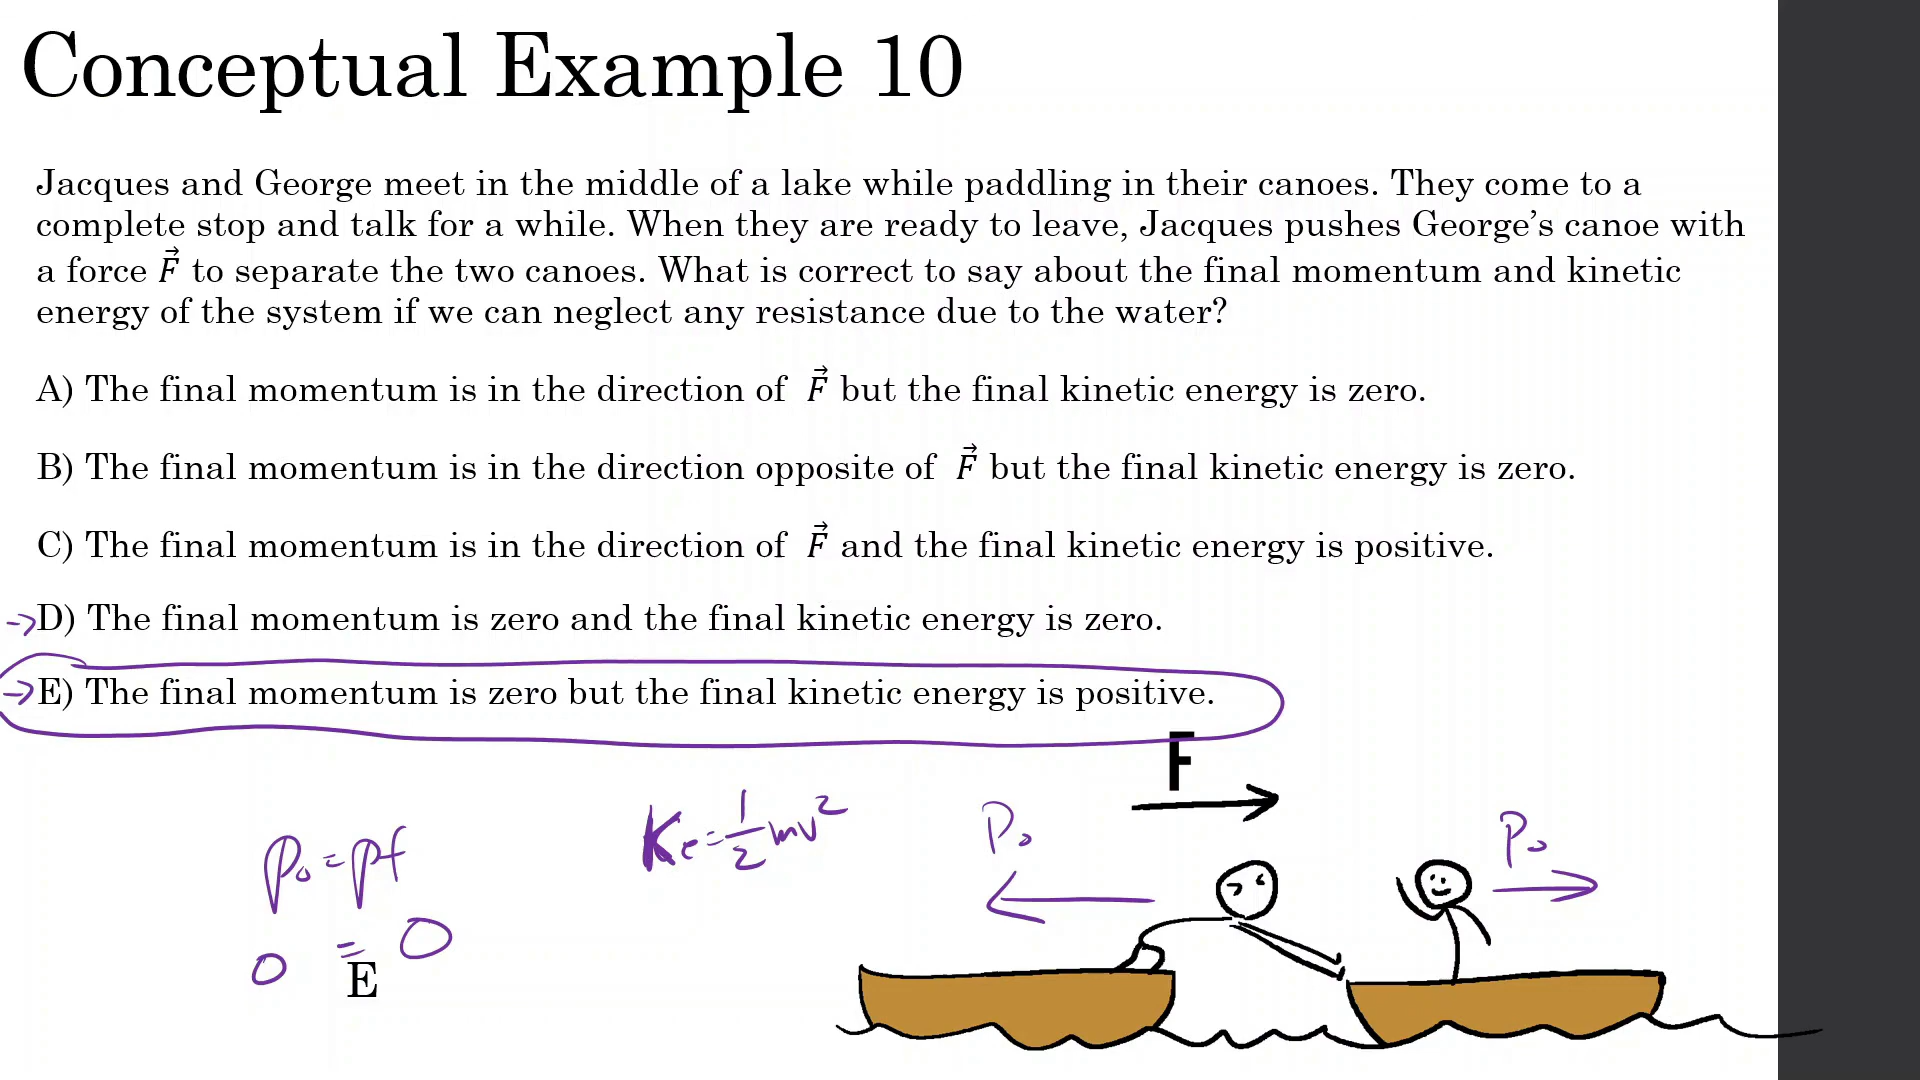 Conceptual Example 10
Jacques and George meet in the middle of a lake while paddling in their canoes. They come to a
complete stop and talk for a while. When they are ready to leave, Jacques pushes George’s canoe with
a force F⃗ to separate the two canoes. What is correct to say about the final momentum and kinetic
energy of the system if we can neglect any resistance due to the water?
A) The final momentum is in the direction of F⃗ but the final kinetic energy is zero.
B) The final momentum is in the direction opposite of F⃗ but the final kinetic energy is zero.
C) The final momentum is in the direction of F⃗ and the final kinetic energy is positive.
→D) The final momentum is zero and the final kinetic energy is zero.
→E) The final momentum is zero but the final kinetic energy is positive.
F
P₀
P₀
Ke=½mv²
p₀=pf
0 = 0
E